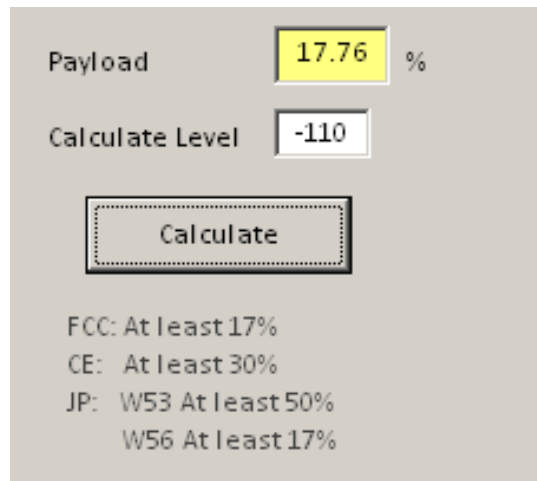 Payload 17.76 %
Calculate Level -110
Calculate
FCC: At least 17%
CE: At least 30%
JP: W53 At least 50%
W56 At least 17%